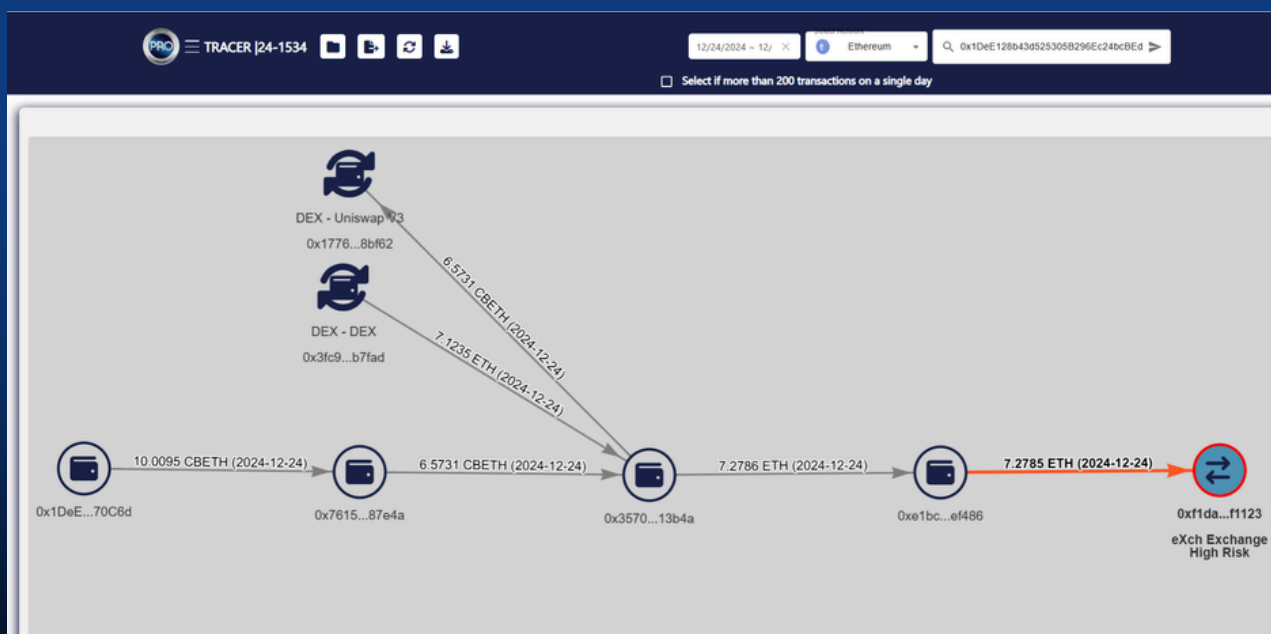 PRO
TRACER |24-1534
12/24/2024 ~ 12/
Ethereum
0x1DeE128b43d525305B296Ec24bcBEd
Select if more than 200 transactions on a single day
DEX - Uniswap V3
0x1776...8bf62
6.5731 CBETH (2024-12-24)
DEX - DEX
0x3fc9...b7fad
7.1235 ETH (2024-12-24)
10.0095 CBETH (2024-12-24)
6.5731 CBETH (2024-12-24)
7.2786 ETH (2024-12-24)
7.2785 ETH (2024-12-24)
0x1DeE...70C6d
0x7615...87e4a
0x3570...13b4a
0xe1bc...ef486
0xf1da...f1123
eXch Exchange
High Risk